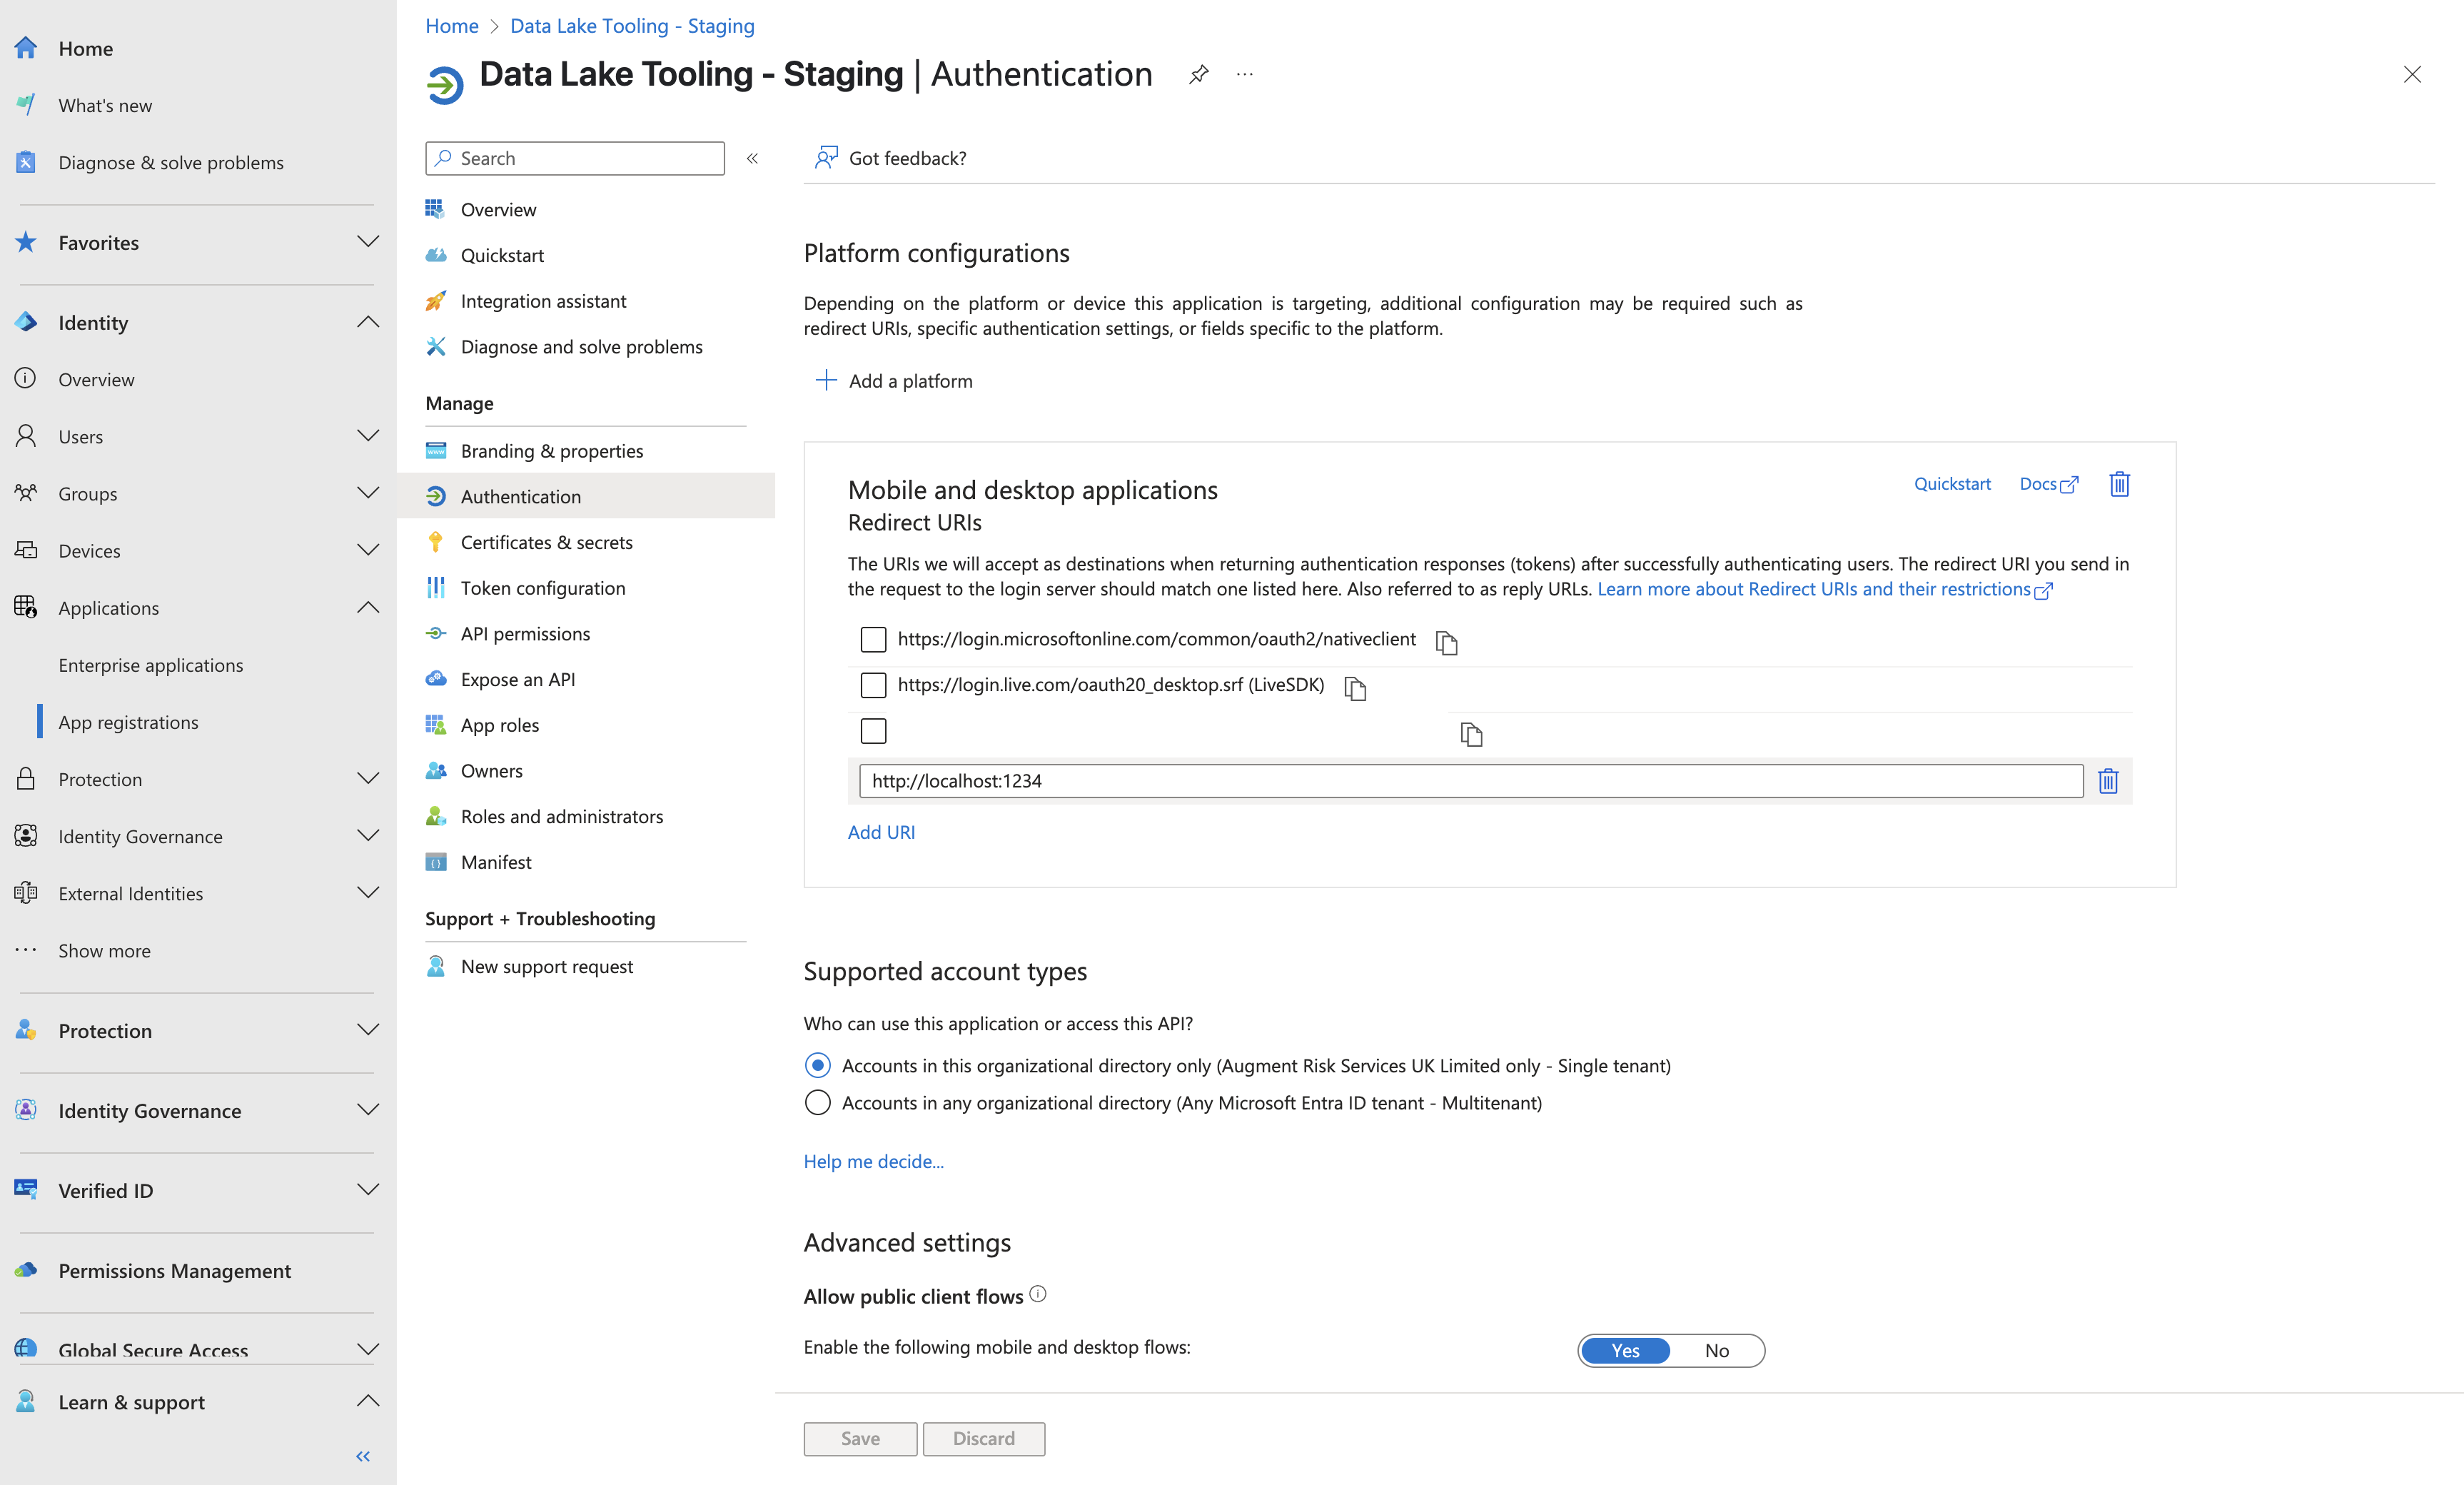 Home
What's new
Diagnose & solve problems
Favorites
Identity
Overview
Users
Groups
Devices
Applications
Enterprise applications
App registrations
Protection
Identity Governance
External Identities
Show more
Protection
Identity Governance
Verified ID
Permissions Management
Global Secure Access
Learn & support
Home > Data Lake Tooling - Staging
Data Lake Tooling - Staging | Authentication
Search
Overview
Quickstart
Integration assistant
Diagnose and solve problems
Manage
Branding & properties
Authentication
Certificates & secrets
Token configuration
API permissions
Expose an API
App roles
Owners
Roles and administrators
Manifest
Support + Troubleshooting
New support request
Got feedback?
Platform configurations
Depending on the platform or device this application is targeting, additional configuration may be required such as
redirect URIs, specific authentication settings, or fields specific to the platform.
Add a platform
Mobile and desktop applications
Quickstart Docs
Redirect URIs
The URIs we will accept as destinations when returning authentication responses (tokens) after successfully authenticating users. The redirect URI you send in
the request to the login server should match one listed here. Also referred to as reply URLs. Learn more about Redirect URIs and their restrictions
https://login.microsoftonline.com/common/oauth2/nativeclient
https://login.live.com/oauth20_desktop.srf (LiveSDK)
http://localhost:1234
Add URI
Supported account types
Who can use this application or access this API?
Accounts in this organizational directory only (Augment Risk Services UK Limited only - Single tenant)
Accounts in any organizational directory (Any Microsoft Entra ID tenant - Multitenant)
Help me decide...
Advanced settings
Allow public client flows
Enable the following mobile and desktop flows:
Yes No
Save Discard